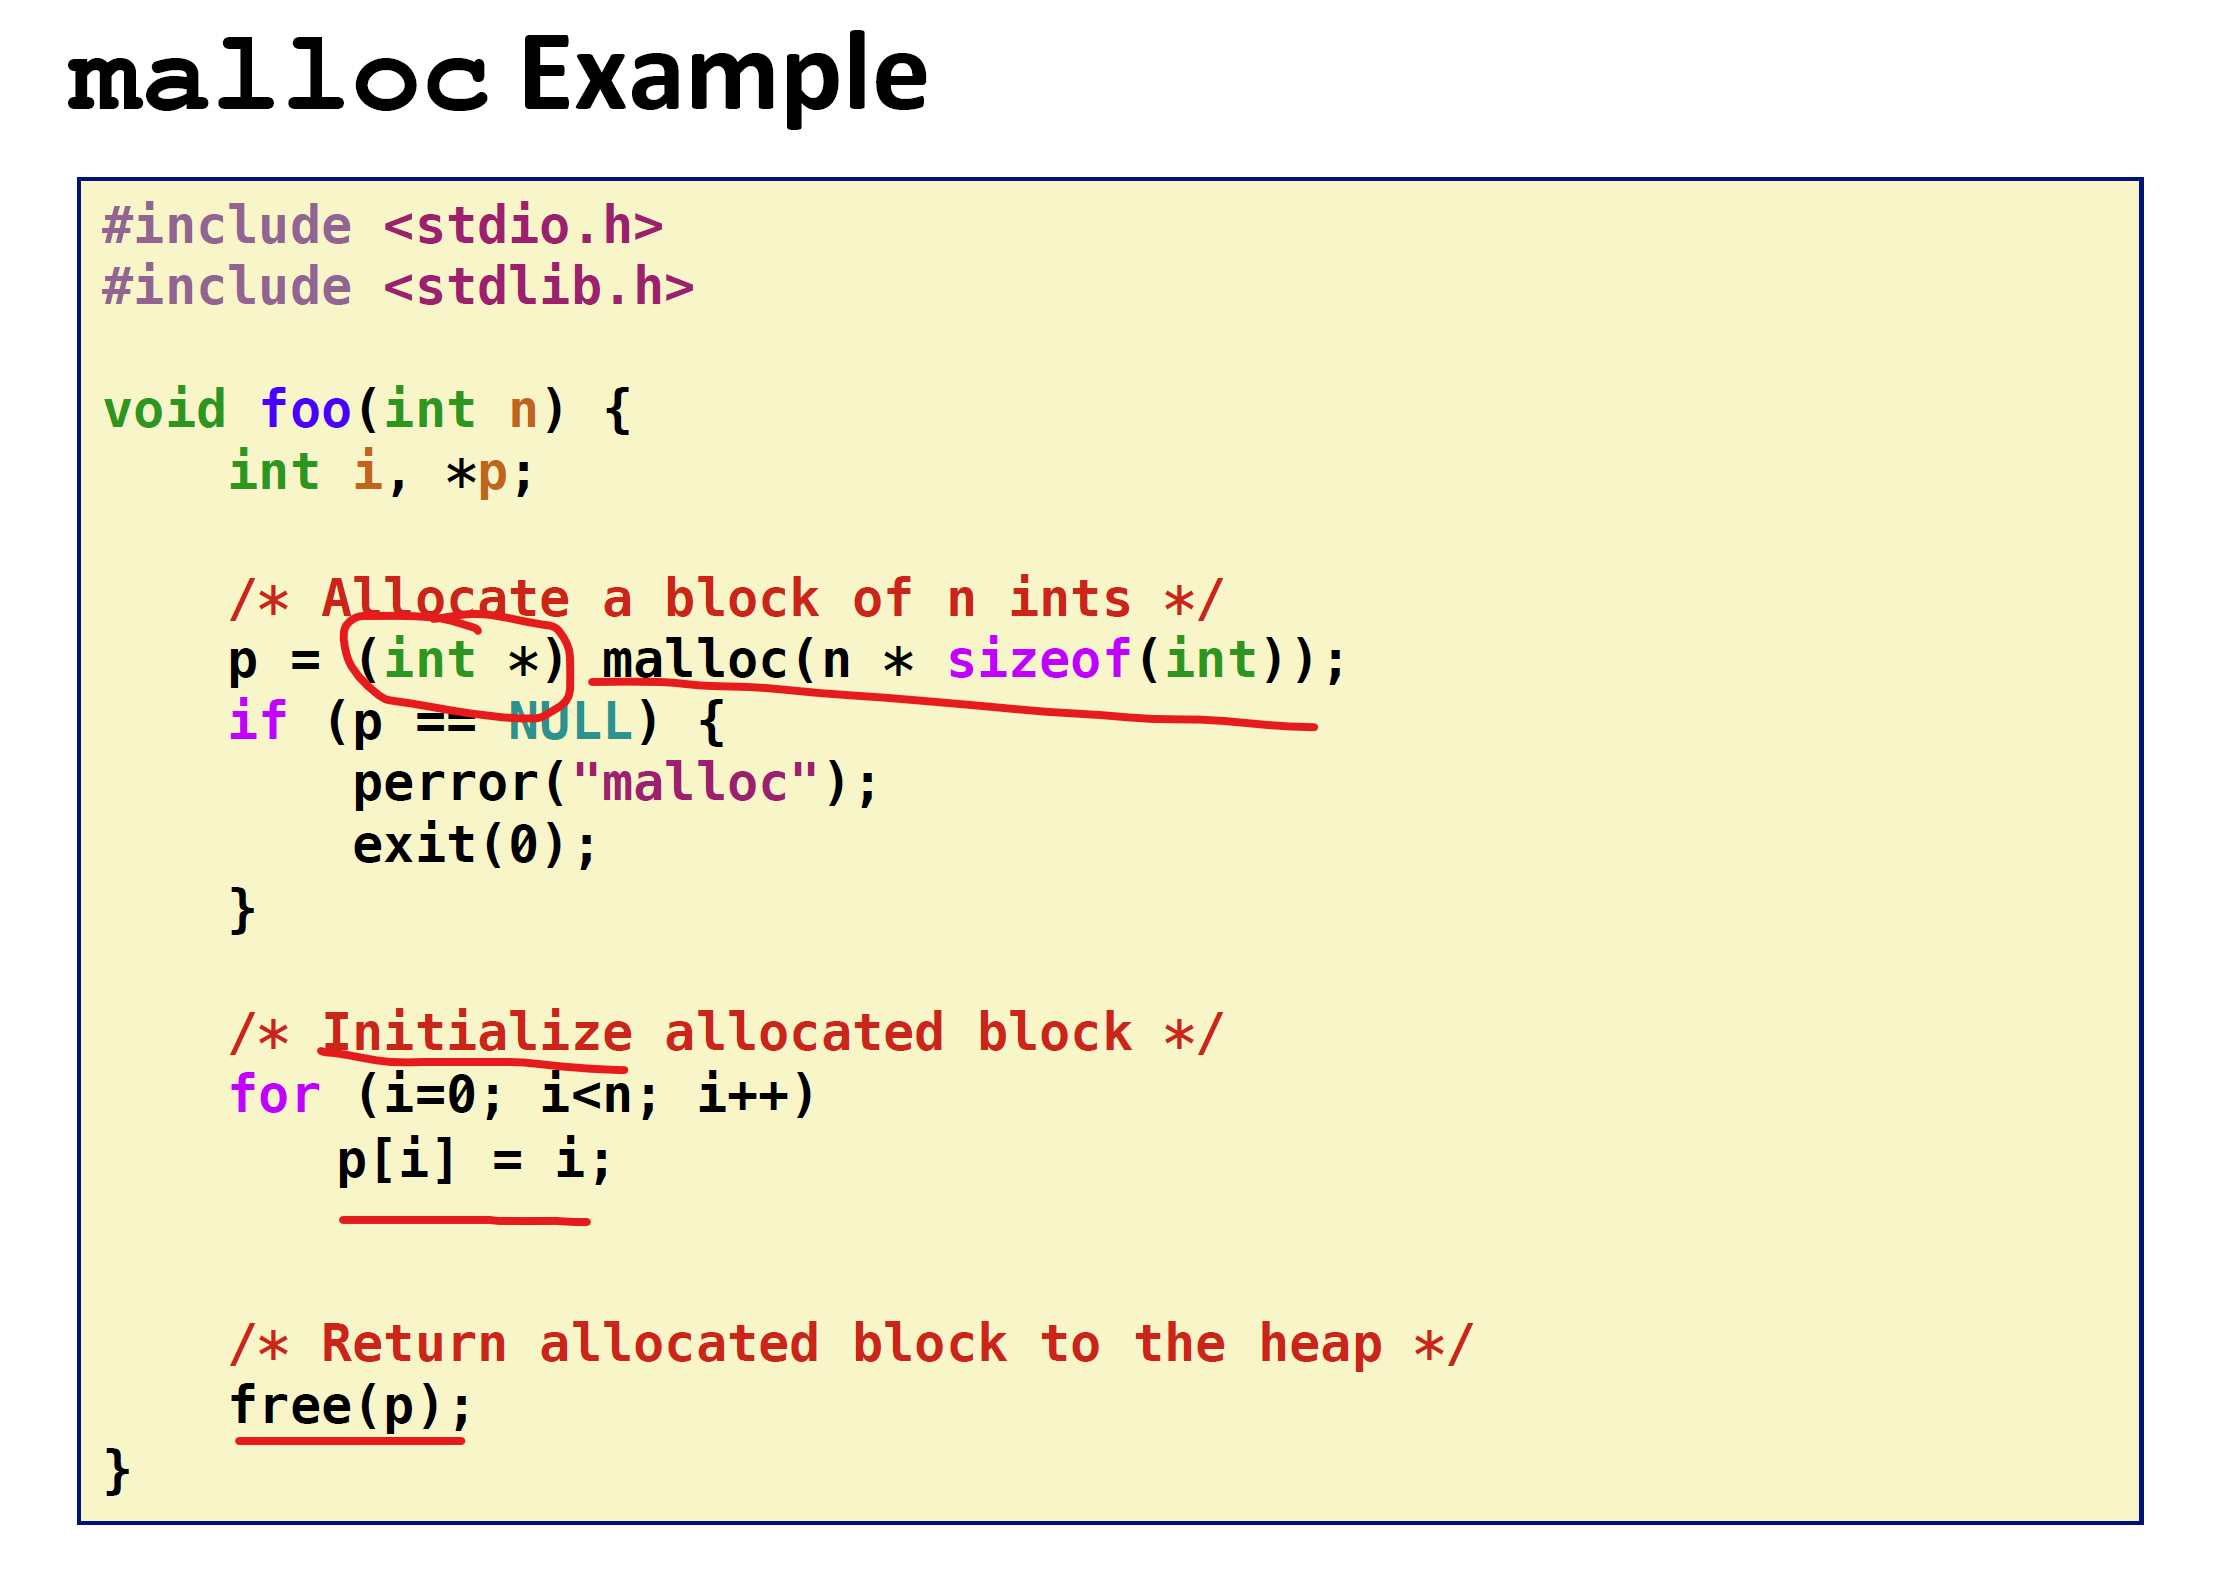 malloc Example
#include <stdio.h>
#include <stdlib.h>
void foo(int n) {
int i, *p;
/* Allocate a block of n ints */
p = (int *) malloc(n * sizeof(int));
if (p == NULL) {
perror("malloc");
exit(0);
}
/* Initialize allocated block */
for (i=0; i<n; i++)
p[i] = i;
/* Return allocated block to the heap */
free(p);
}